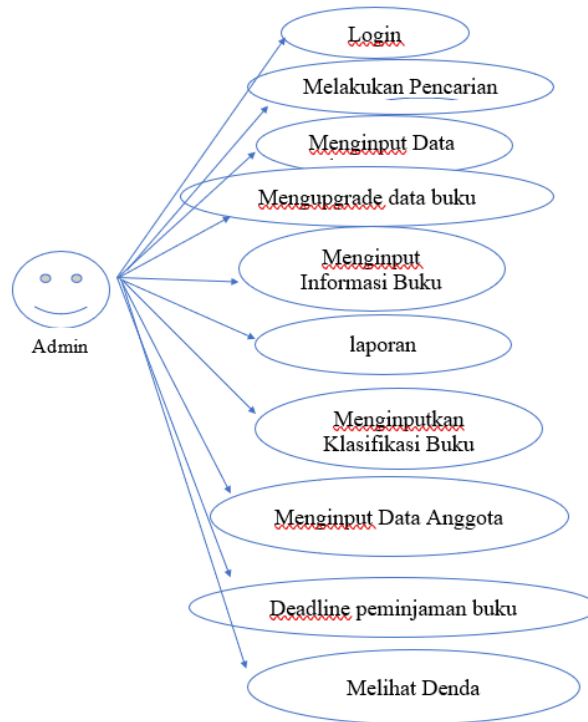 Login
Melakukan Pencarian
Menginput Data
Mengupgrade data buku
Menginput
Informasi Buku
Admin
laporan
Menginputkan
Klasifikasi Buku
Menginput Data Anggota
Deadline peminjaman buku
Melihat Denda